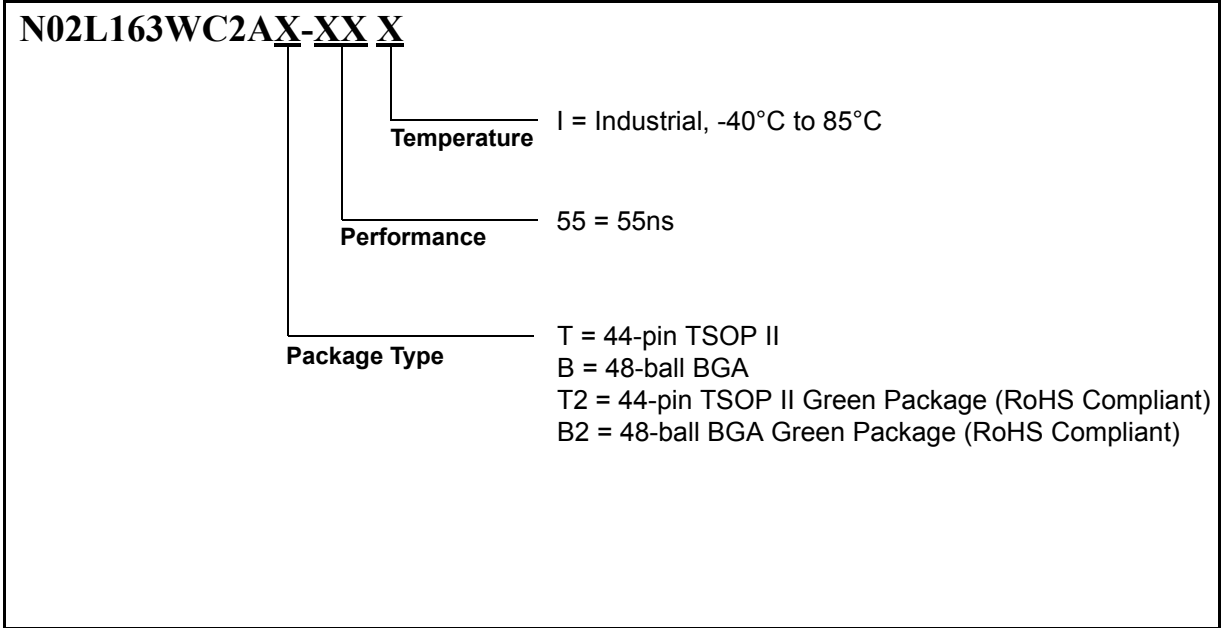 N02L163WC2AX-XX X
I = Industrial, -40°C to 85°C
Temperature
55 = 55ns
Performance
T = 44-pin TSOP II
Package Type
B = 48-ball BGA
T2 = 44-pin TSOP II Green Package (RoHS Compliant)
B2 = 48-ball BGA Green Package (RoHS Compliant)